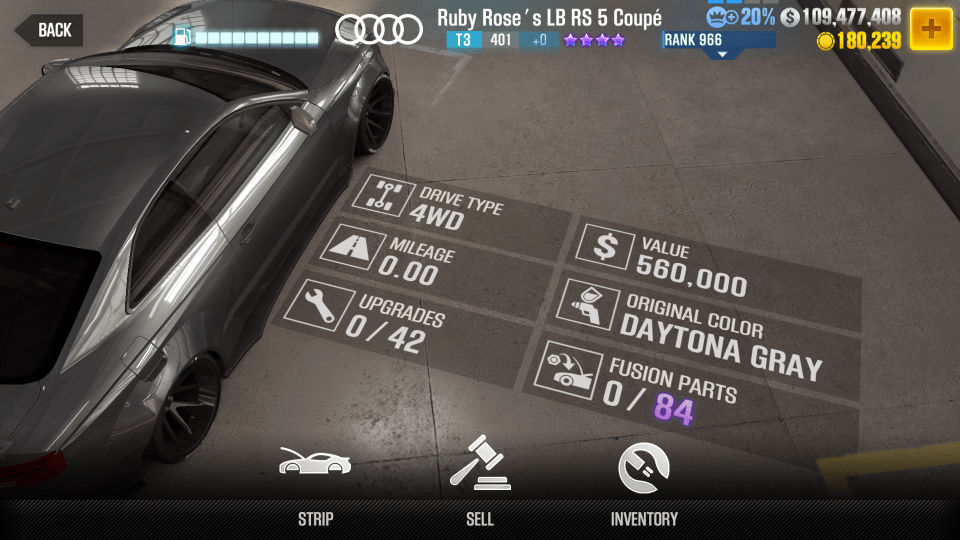 BACK
Ruby Rose's LB RS 5 Coupé
T3 401 +0
20%
109,477,408
RANK 966
180,239
DRIVE TYPE
4WD
MILEAGE
0.00
UPGRADES
0 / 42
VALUE
560,000
ORIGINAL COLOR
DAYTONA GRAY
FUSION PARTS
0 / 84
STRIP
SELL
INVENTORY